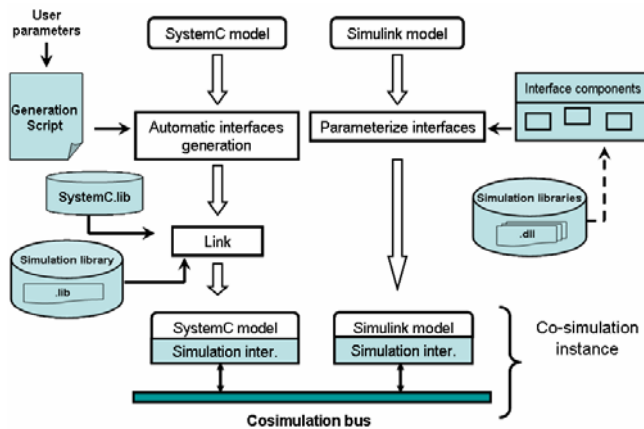 User
parameters
SystemC model
Simulink model
Generation
Script
Automatic interfaces
generation
Parameterize interfaces
Interface components
SystemC.lib
Link
Simulation libraries
.dll
Simulation library
.lib
SystemC model
Simulation inter.
Simulink model
Simulation inter.
Co-simulation
instance
Cosimulation bus